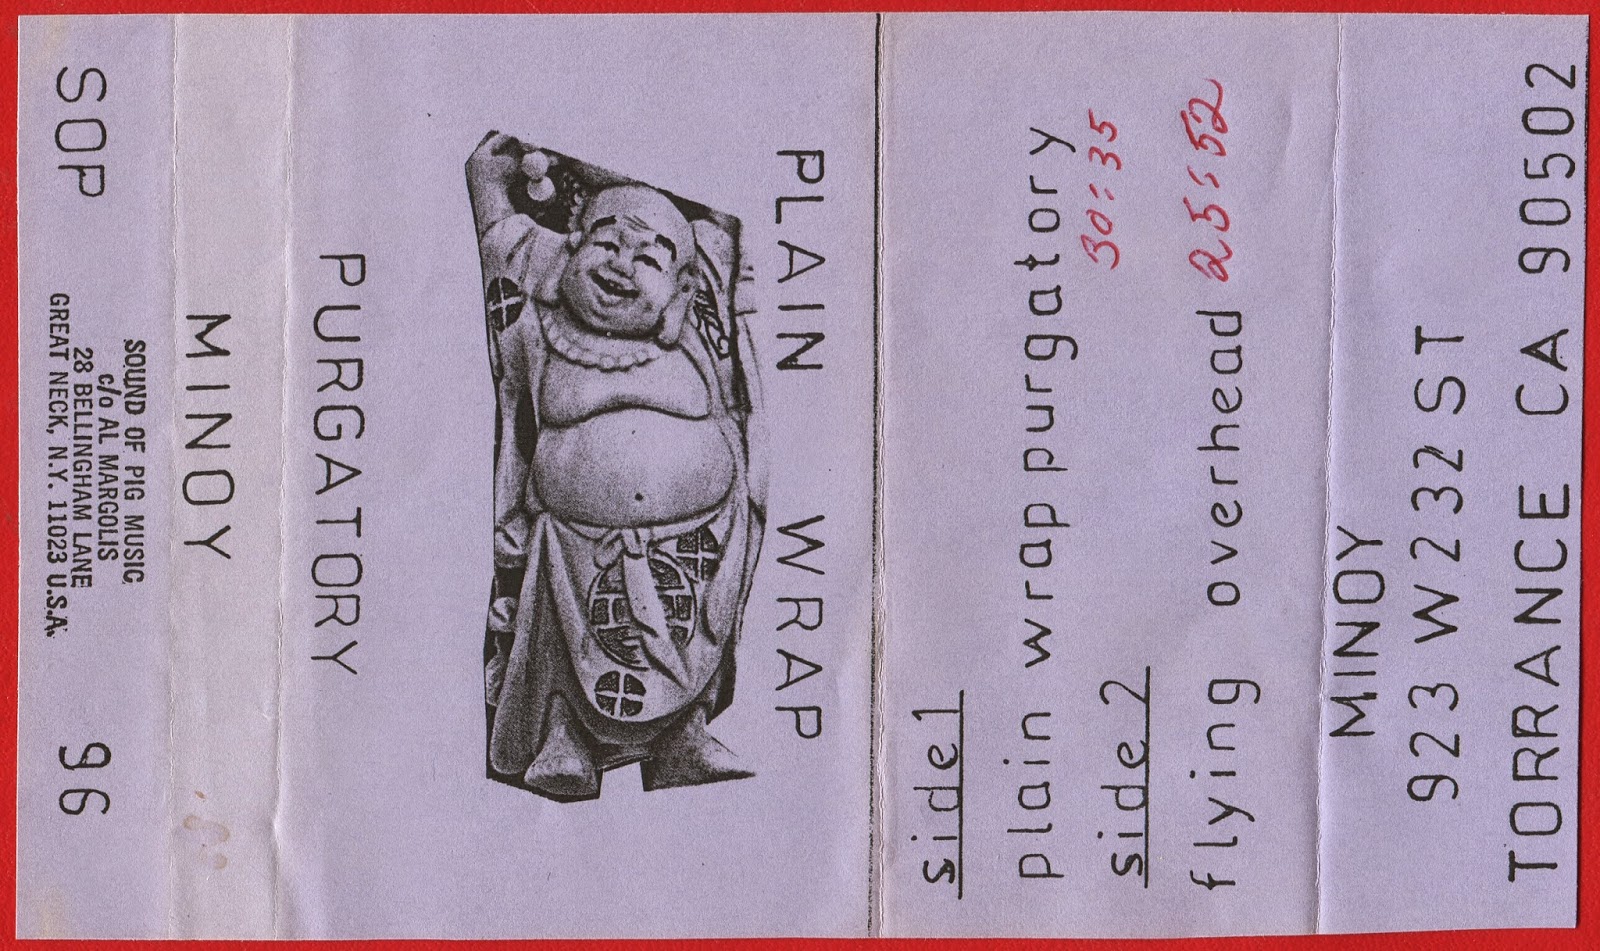 PLAIN WRAP
PURGATORY
MINOY
SOP
SOUND OF PIG MUSIC
c/o AL MARGOLIS
28 BELLINGHAM LANE
GREAT NECK, N.Y. 11023 U.S.A.
96
side 1
plain wrap purgatory
30:35
side 2
flying overhead 25:52
MINOY
923 W 232 ST
TORRANCE CA 90502